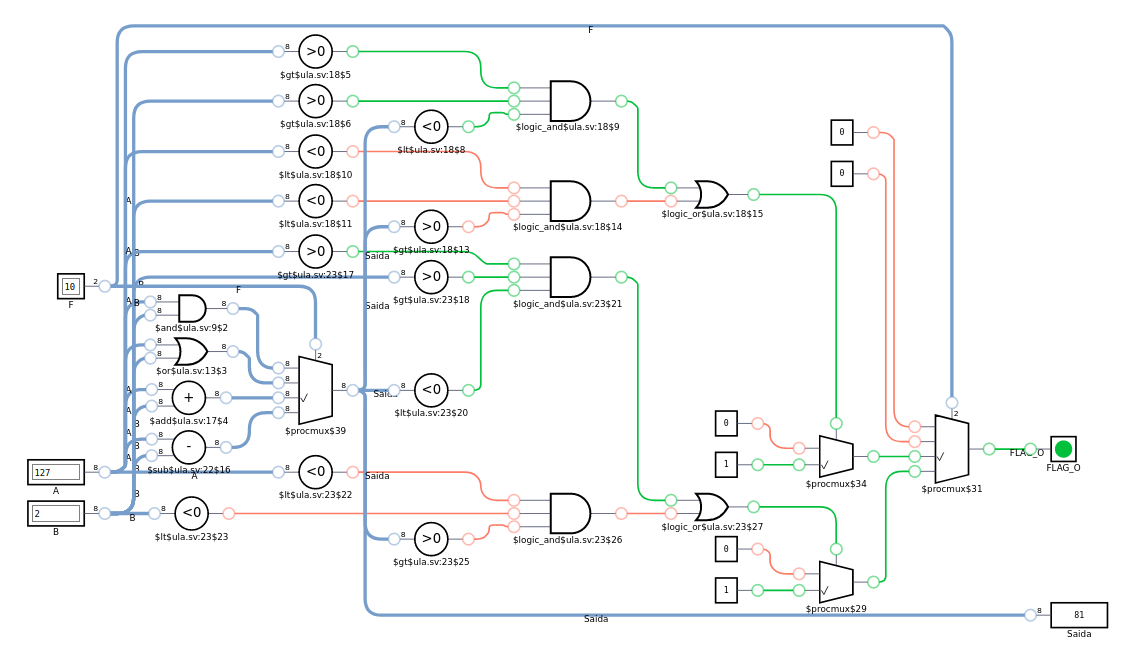 F
8 >0
$gt$ula.sv:18$5
8 >0
$gt$ula.sv:18$6
$logic_and$ula.sv:18$9
8 <0
$lt$ula.sv:18$8
0
8 <0
$lt$ula.sv:18$10
0
A 8 <0
$lt$ula.sv:18$11
$logic_and$ula.sv:18$14
$logic_or$ula.sv:18$15
8 >0
$gt$ula.sv:18$13
A B 8 >0
Saida
$gt$ula.sv:23$17
10 2
F
8 >0
$gt$ula.sv:23$18
$logic_and$ula.sv:23$21
B
F
A B 8 8 8
$and$ula.sv:9$2
Saida
8 8 8
$or$ula.sv:13$3
2
8 8 8 8
✓
8
$procmux$39
Saida
8 <0
$lt$ula.sv:23$20
A 8 8 + 8
$add$ula.sv:17$4
A B
A B 8 8 - 8
$sub$ula.sv:22$16
0
1
✓
$procmux$34
2
✓
$procmux$31
FLAG_O
FLAG_O
127 8
A
A B
A
8 <0
$lt$ula.sv:23$22
Saida
2 8
B
B
B
8 <0
$lt$ula.sv:23$23
$logic_and$ula.sv:23$26
$logic_or$ula.sv:23$27
8 >0
$gt$ula.sv:23$25
0
1
✓
$procmux$29
Saida
8 81
Saida